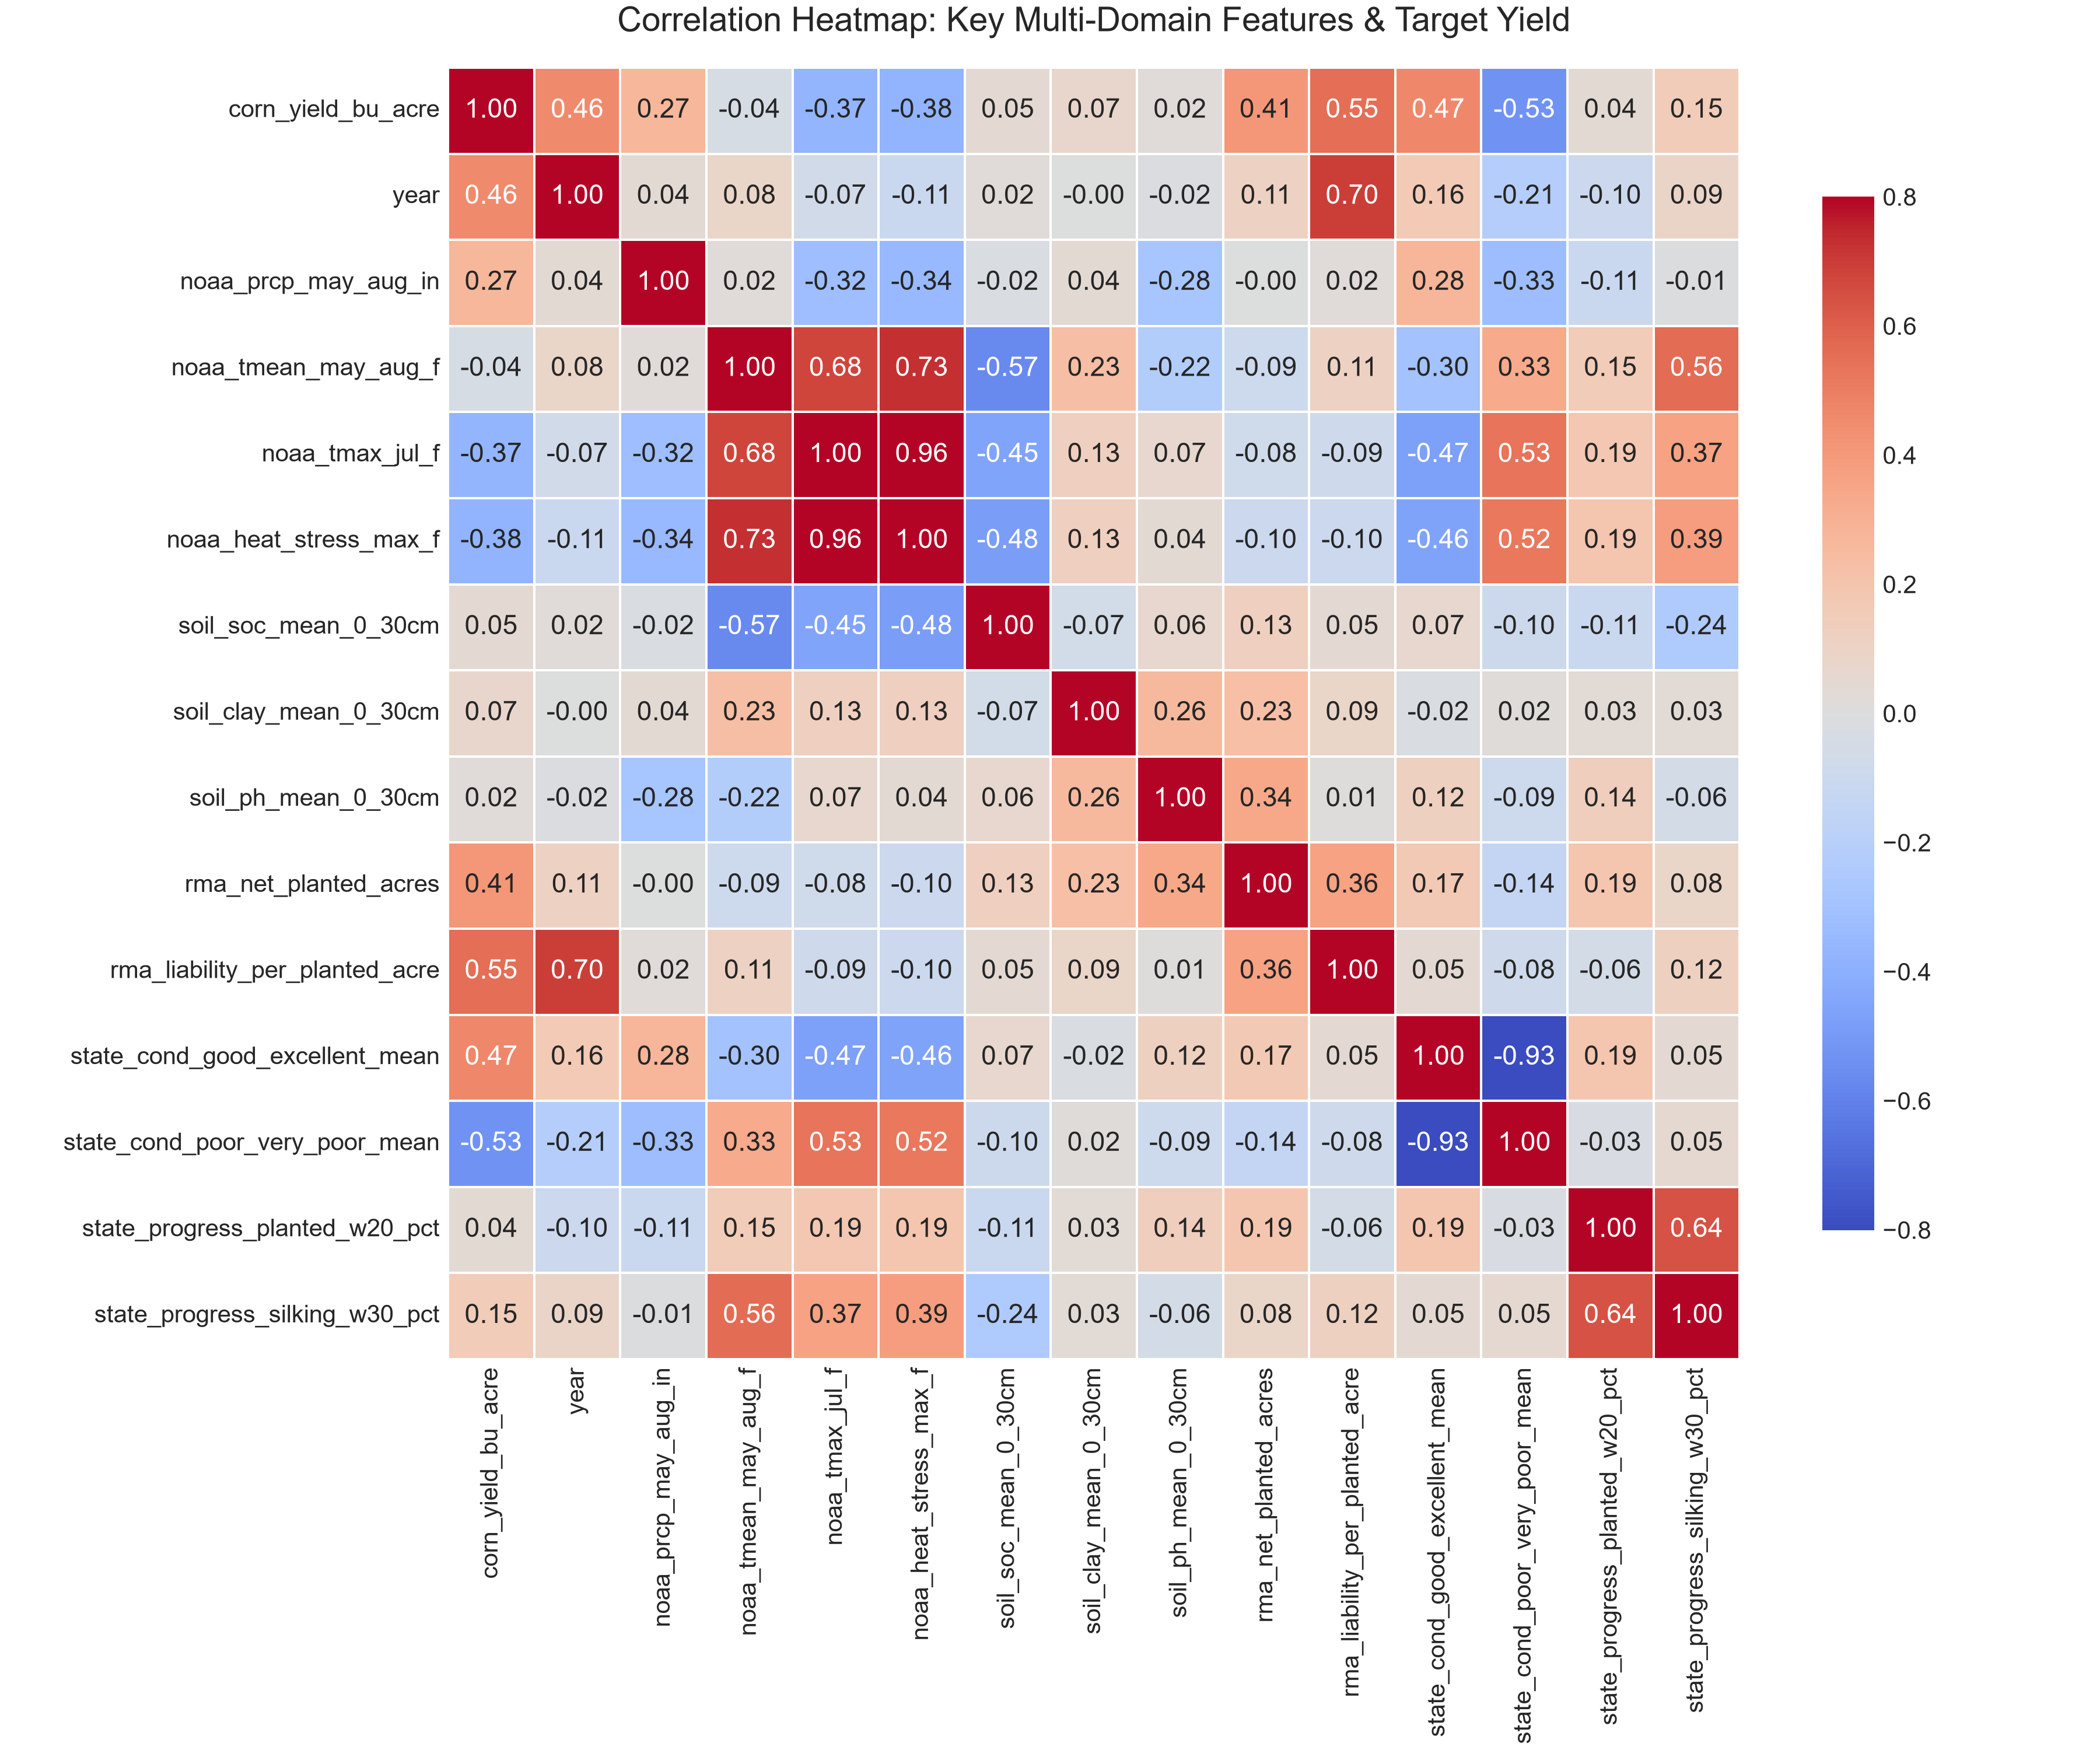 Correlation Heatmap: Key Multi-Domain Features & Target Yield
corn_yield_bu_acre 1.00 0.46 0.27 -0.04 -0.37 -0.38 0.05 0.07 0.02 0.41 0.55 0.47 -0.53 0.04 0.15
year 0.46 1.00 0.04 0.08 -0.07 -0.11 0.02 -0.00 -0.02 0.11 0.70 0.16 -0.21 -0.10 0.09
noaa_prcp_may_aug_in 0.27 0.04 1.00 0.02 -0.32 -0.34 -0.02 0.04 -0.28 -0.00 0.02 0.28 -0.33 -0.11 -0.01
noaa_tmean_may_aug_f -0.04 0.08 0.02 1.00 0.68 0.73 -0.57 0.23 -0.22 -0.09 0.11 -0.30 0.33 0.15 0.56
noaa_tmax_jul_f -0.37 -0.07 -0.32 0.68 1.00 0.96 -0.45 0.13 0.07 -0.08 -0.09 -0.47 0.53 0.19 0.37
noaa_heat_stress_max_f -0.38 -0.11 -0.34 0.73 0.96 1.00 -0.48 0.13 0.04 -0.10 -0.10 -0.46 0.52 0.19 0.39
soil_soc_mean_0_30cm 0.05 0.02 -0.02 -0.57 -0.45 -0.48 1.00 -0.07 0.06 0.13 0.05 0.07 -0.10 -0.11 -0.24
soil_clay_mean_0_30cm 0.07 -0.00 0.04 0.23 0.13 0.13 -0.07 1.00 0.26 0.23 0.09 -0.02 0.02 0.03 0.03
soil_ph_mean_0_30cm 0.02 -0.02 -0.28 -0.22 0.07 0.04 0.06 0.26 1.00 0.34 0.01 0.12 -0.09 0.14 -0.06
rma_net_planted_acres 0.41 0.11 -0.00 -0.09 -0.08 -0.10 0.13 0.23 0.34 1.00 0.36 0.17 -0.14 0.19 0.08
rma_liability_per_planted_acre 0.55 0.70 0.02 0.11 -0.09 -0.10 0.05 0.09 0.01 0.36 1.00 0.05 -0.08 -0.06 0.12
state_cond_good_excellent_mean 0.47 0.16 0.28 -0.30 -0.47 -0.46 0.07 -0.02 0.12 0.17 0.05 1.00 -0.93 0.19 0.05
state_cond_poor_very_poor_mean -0.53 -0.21 -0.33 0.33 0.53 0.52 -0.10 0.02 -0.09 -0.14 -0.08 -0.93 1.00 -0.03 0.05
state_progress_planted_w20_pct 0.04 -0.10 -0.11 0.15 0.19 0.19 -0.11 0.03 0.14 0.19 -0.06 0.19 -0.03 1.00 0.64
state_progress_silking_w30_pct 0.15 0.09 -0.01 0.56 0.37 0.39 -0.24 0.03 -0.06 0.08 0.12 0.05 0.05 0.64 1.00
corn_yield_bu_acre
year
noaa_prcp_may_aug_in
noaa_tmean_may_aug_f
noaa_tmax_jul_f
noaa_heat_stress_max_f
soil_soc_mean_0_30cm
soil_clay_mean_0_30cm
soil_ph_mean_0_30cm
rma_net_planted_acres
rma_liability_per_planted_acre
state_cond_good_excellent_mean
state_cond_poor_very_poor_mean
state_progress_planted_w20_pct
state_progress_silking_w30_pct
0.8
0.6
0.4
0.2
0.0
−0.2
−0.4
−0.6
−0.8